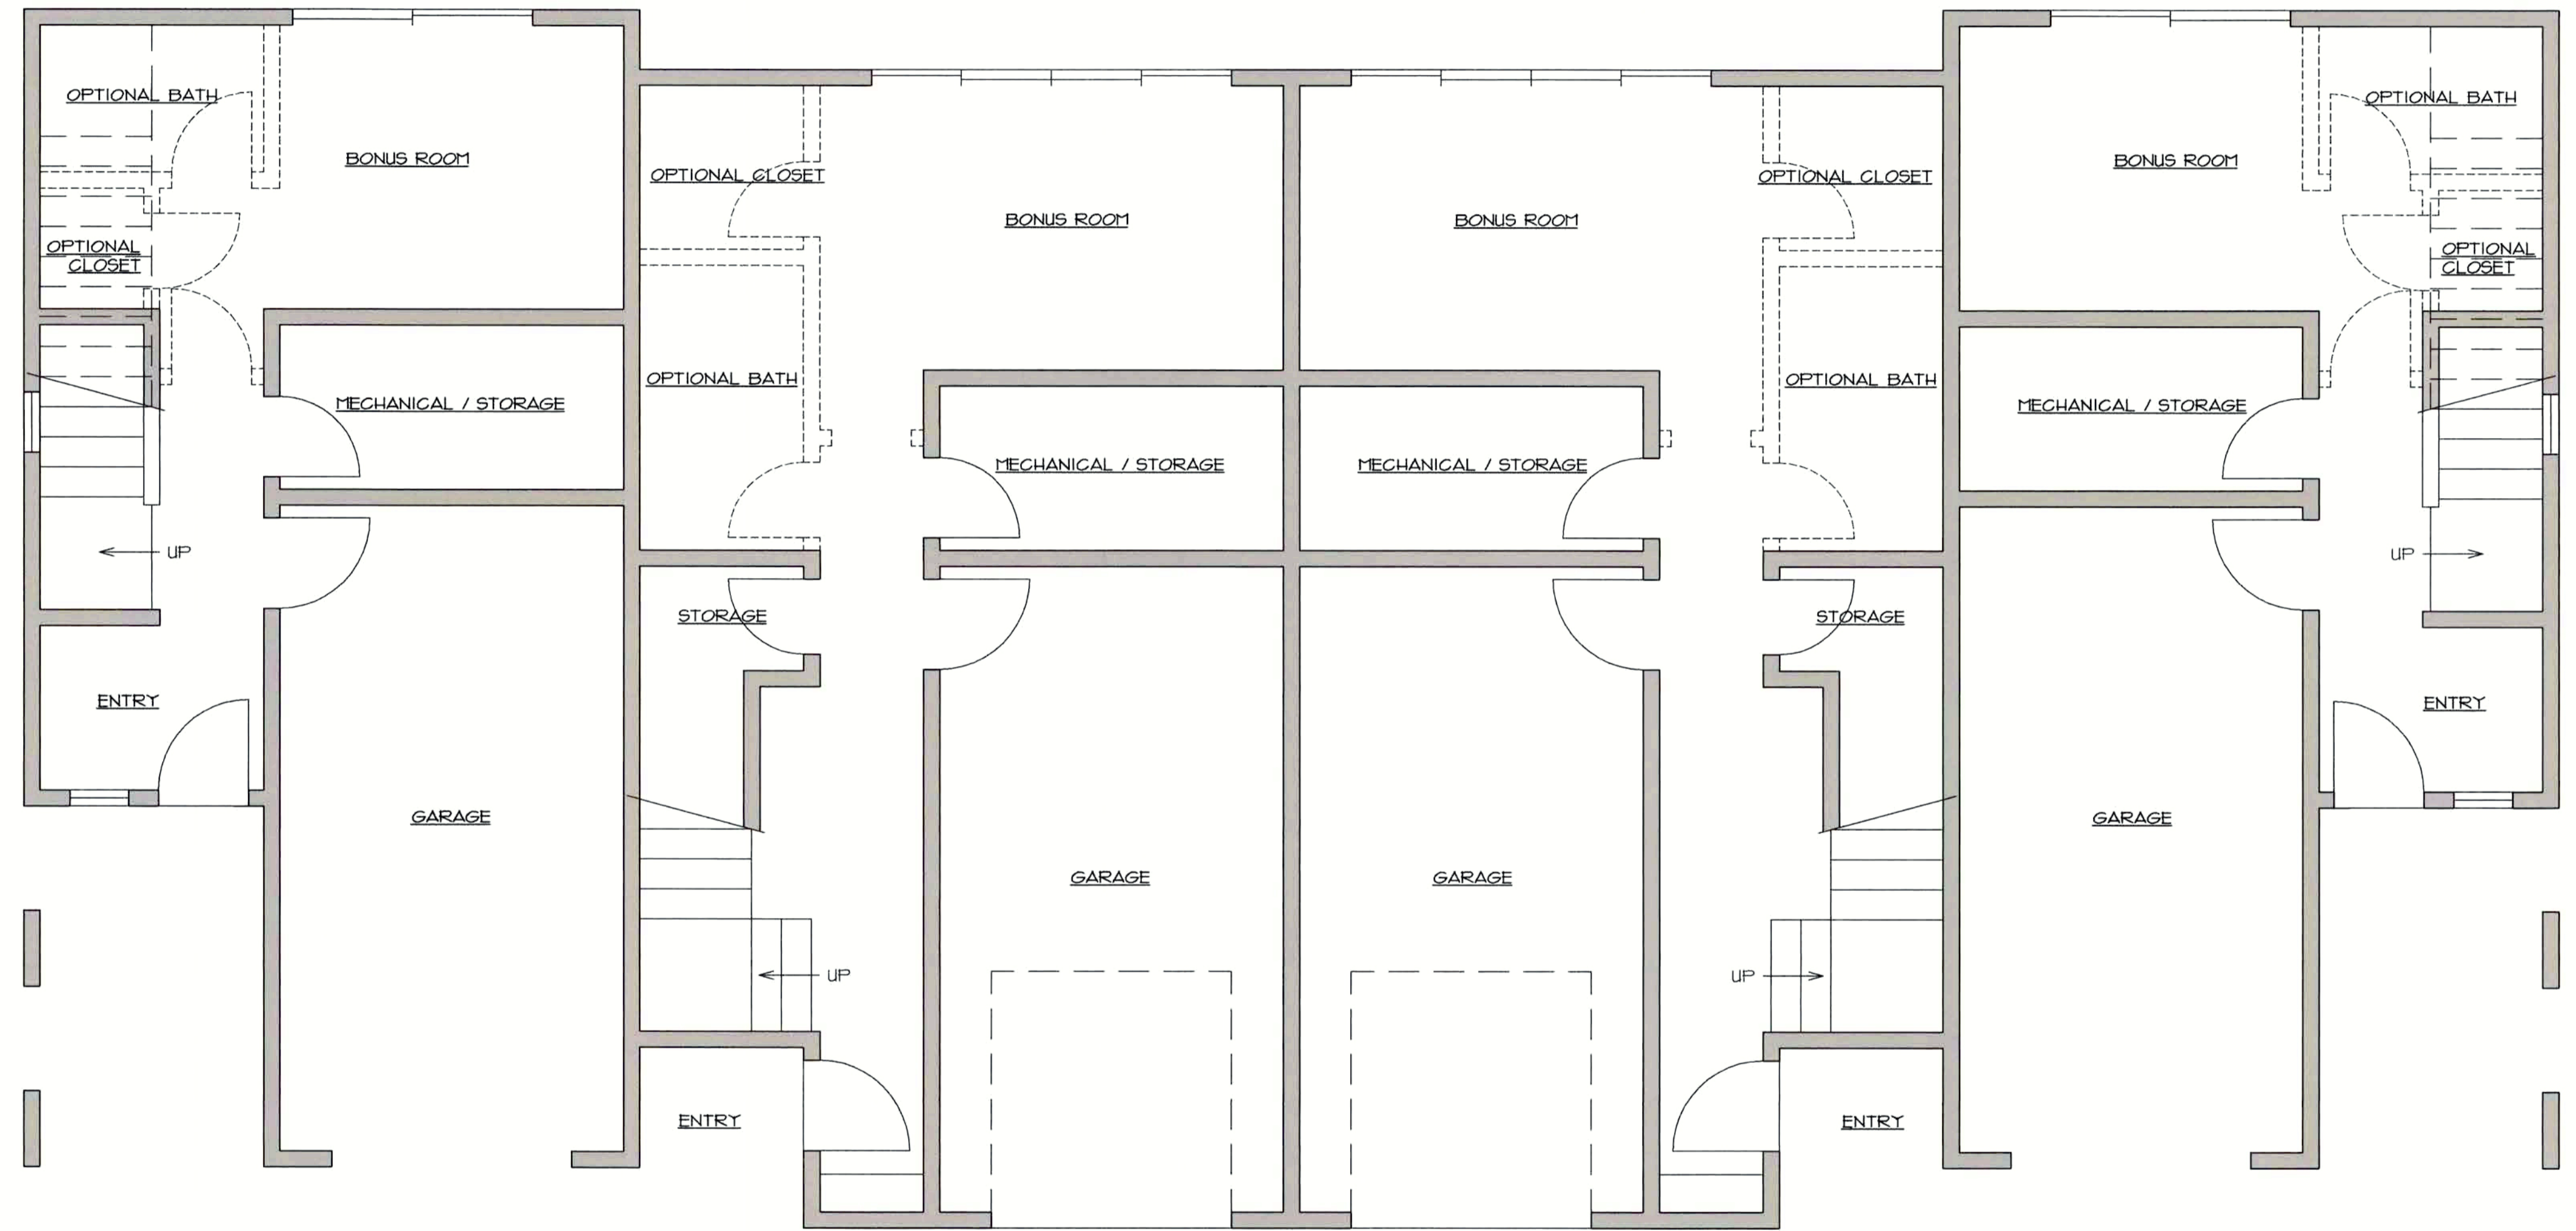 OPTIONAL BATH
OPTIONAL BATH
BONUS ROOM
BONUS ROOM
OPTIONAL CLOSET
OPTIONAL CLOSET
BONUS ROOM
BONUS ROOM
OPTIONAL
CLOSET
OPTIONAL
CLOSET
OPTIONAL BATH
OPTIONAL BATH
MECHANICAL / STORAGE
MECHANICAL / STORAGE
MECHANICAL / STORAGE
MECHANICAL / STORAGE
UP
UP
STORAGE
STORAGE
ENTRY
ENTRY
GARAGE
GARAGE
GARAGE
GARAGE
UP
UP
ENTRY
ENTRY